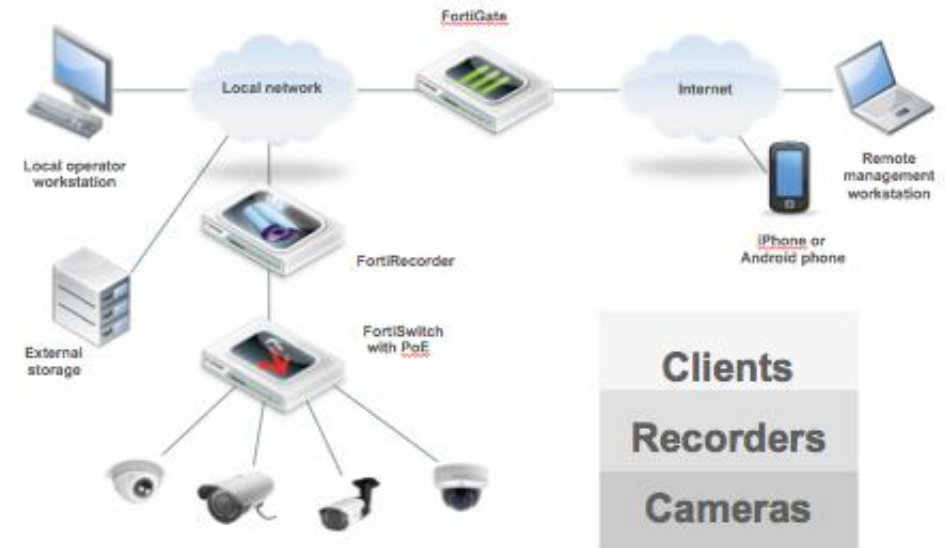 FortiGate
Local network
Internet
Local operator
workstation
Remote
management
workstation
iPhone or
Android phone
FortiRecorder
External
storage
FortiSwitch
with PoE
Clients
Recorders
Cameras